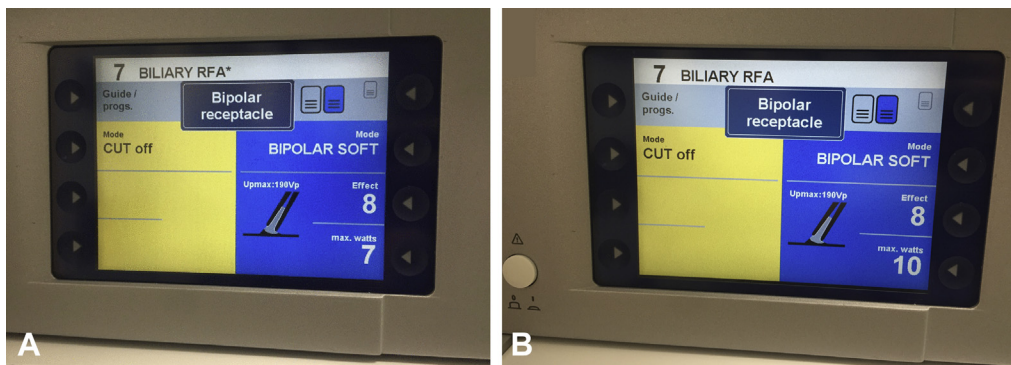 7 BILIARY RFA*
Guide /
progs.
Bipolar
receptacle
Mode
CUT off
Mode
BIPOLAR SOFT
Upmax:190Vp
Effect
8
max. watts
7
A
7 BILIARY RFA
Guide /
progs.
Bipolar
receptacle
Mode
CUT off
Mode
BIPOLAR SOFT
Upmax:190Vp
Effect
8
max. watts
10
B